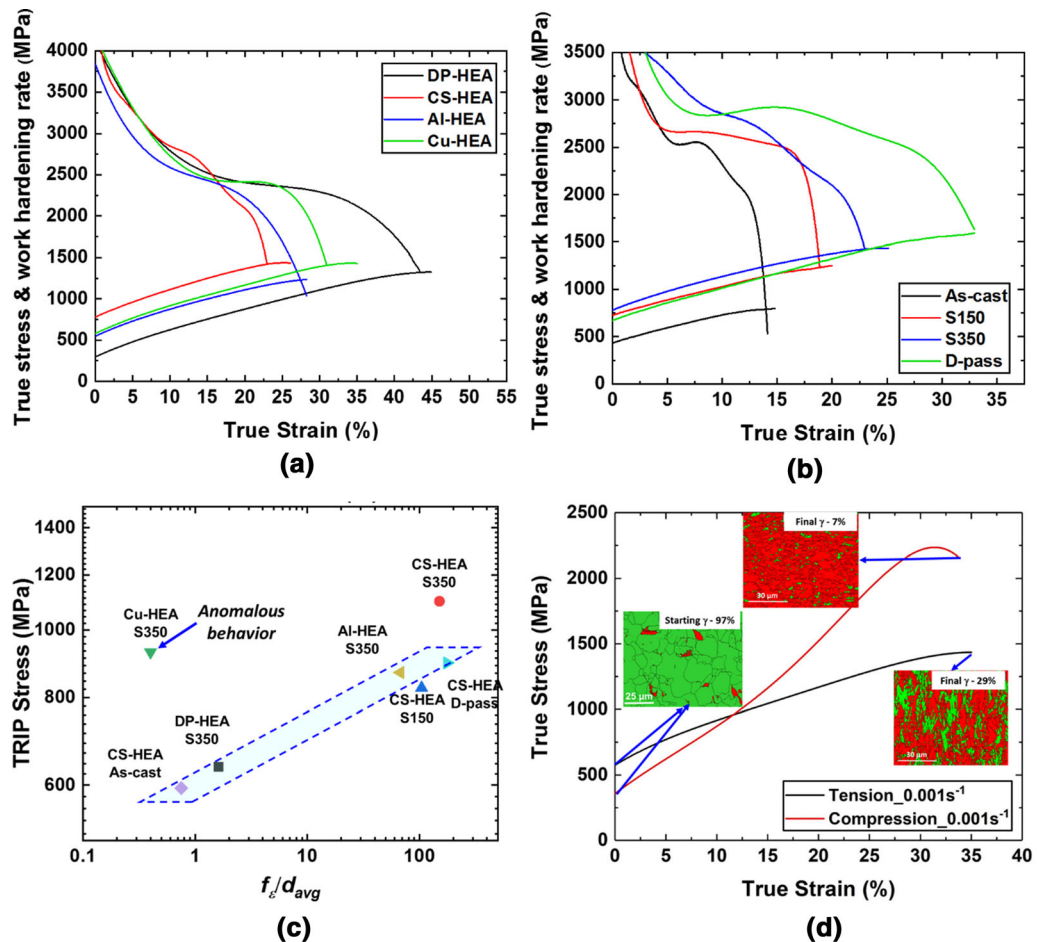 True stress & work hardening rate (MPa)
4000
3500
3000
2500
2000
1500
1000
500
0
DP-HEA
CS-HEA
Al-HEA
Cu-HEA
0 5 10 15 20 25 30 35 40 45 50 55
True Strain (%)
(a)
True stress & work hardening rate (MPa)
3500
3000
2500
2000
1500
1000
500
0
As-cast
S150
S350
D-pass
0 5 10 15 20 25 30 35
True Strain (%)
(b)
TRIP Stress (MPa)
1400
1200
1000
800
600
CS-HEA
S350
Cu-HEA
S350
Anomalous
behavior
Al-HEA
S350
DP-HEA
S350
CS-HEA
As-cast
CS-HEA
S150
CS-HEA
D-pass
0.1 1 10 100
fε/davg
(c)
True Stress (MPa)
2500
2000
1500
1000
500
0
Final γ - 7%
30 µm
Starting γ - 97%
25 µm
Final γ - 29%
30 µm
Tension_0.001s⁻¹
Compression_0.001s⁻¹
0 5 10 15 20 25 30 35 40
True Strain (%)
(d)